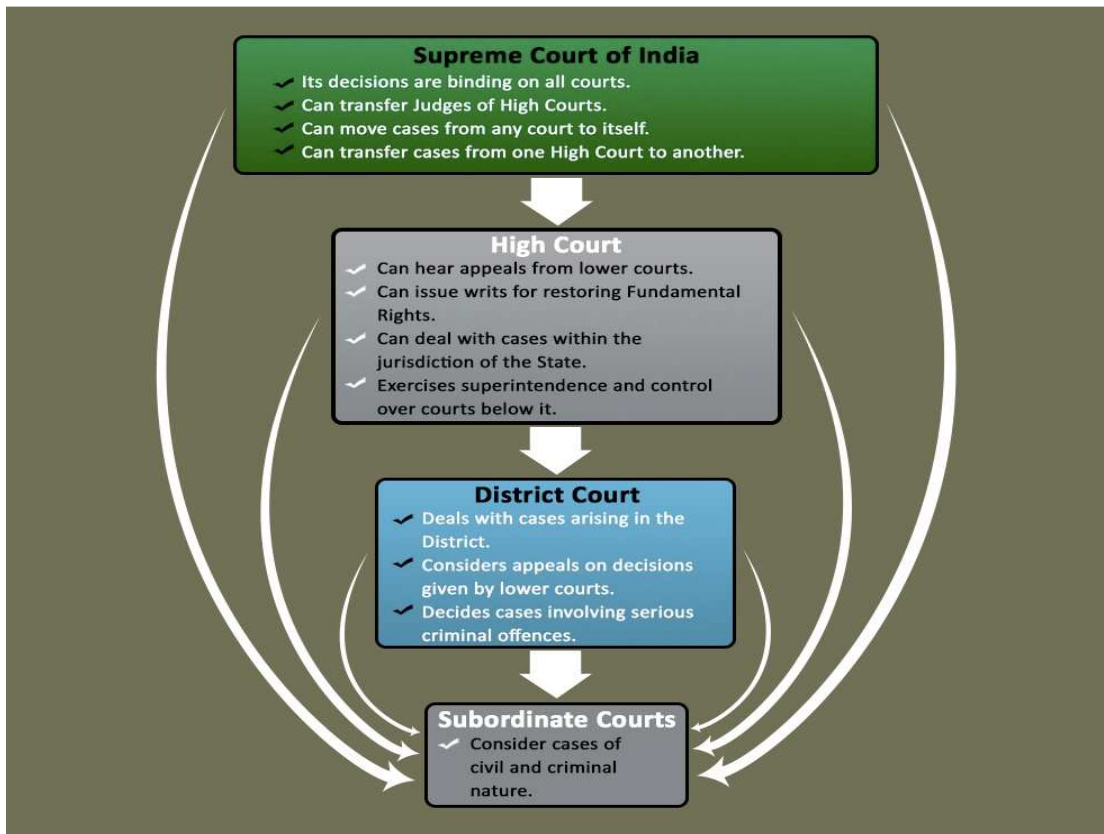 Supreme Court of India
Its decisions are binding on all courts.
Can transfer Judges of High Courts.
Can move cases from any court to itself.
Can transfer cases from one High Court to another.
High Court
Can hear appeals from lower courts.
Can issue writs for restoring Fundamental
Rights.
Can deal with cases within the
jurisdiction of the State.
Exercises superintendence and control
over courts below it.
District Court
Deals with cases arising in the
District.
Considers appeals on decisions
given by lower courts.
Decides cases involving serious
criminal offences.
Subordinate Courts
Consider cases of
civil and criminal
nature.